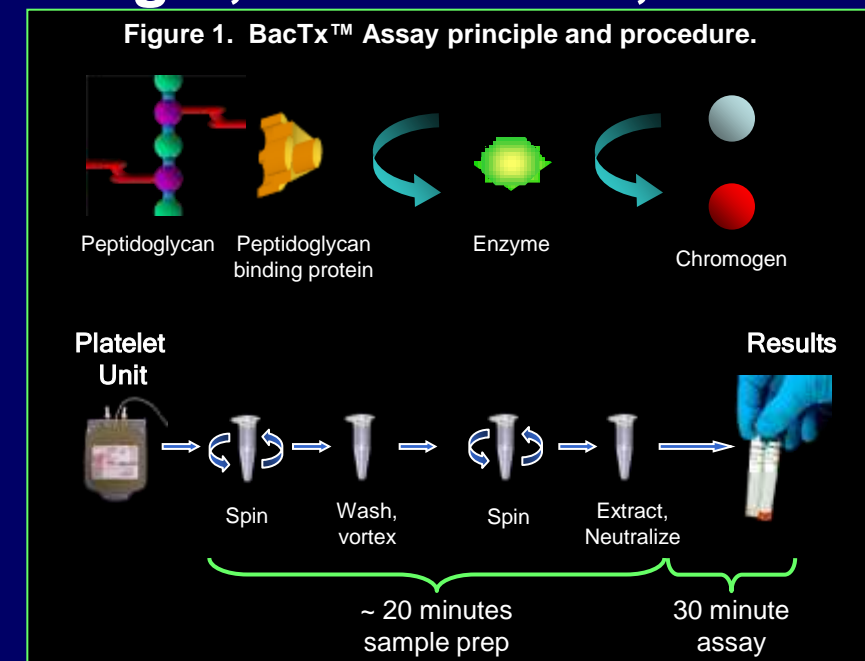 Figure 1.  BacTx™ Assay principle and procedure.
Peptidoglycan
Peptidoglycan
binding protein
Enzyme
Chromogen
Platelet
Unit
Results
Spin
Wash,
vortex
Spin
Extract,
Neutralize
~ 20 minutes
sample prep
30 minute
assay